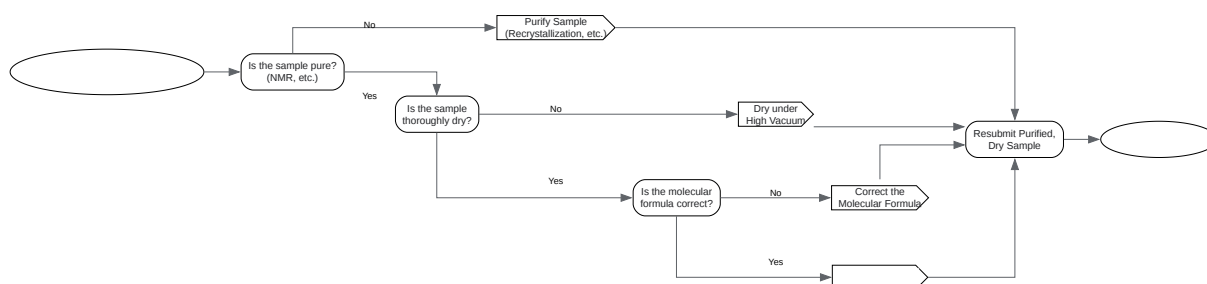 No
Purify Sample
(Recrystallization, etc.)
Is the sample pure?
(NMR, etc.)
Yes
Is the sample
thoroughly dry?
No
Dry under
High Vacuum
Resubmit Purified,
Dry Sample
Yes
Is the molecular
formula correct?
No
Correct the
Molecular Formula
Yes